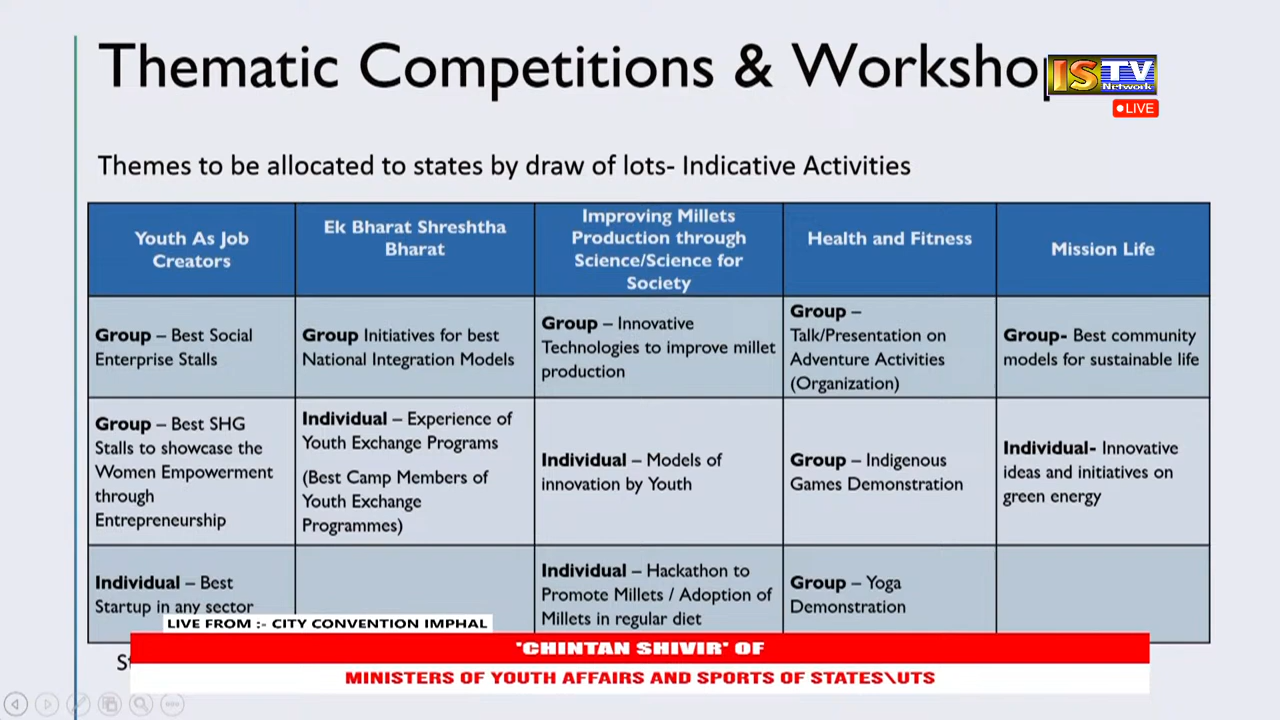 Thematic Competitions & Worksho
IS TV
Network
LIVE
Themes to be allocated to states by draw of lots- Indicative Activities
Youth As Job
Creators
Ek Bharat Shreshtha
Bharat
Improving Millets
Production through
Science/Science for
Society
Health and Fitness
Mission Life
Group – Best Social
Enterprise Stalls
Group Initiatives for best
National Integration Models
Group – Innovative
Technologies to improve millet
production
Group –
Talk/Presentation on
Adventure Activities
(Organization)
Group- Best community
models for sustainable life
Group – Best SHG
Stalls to showcase the
Women Empowerment
through
Entrepreneurship
Individual – Experience of
Youth Exchange Programs
(Best Camp Members of
Youth Exchange
Programmes)
Individual – Models of
innovation by Youth
Group – Indigenous
Games Demonstration
Individual- Innovative
ideas and initiatives on
green energy
Individual – Best
Startup in any sector
Individual – Hackathon to
Promote Millets / Adoption of
Millets in regular diet
Group – Yoga
Demonstration
LIVE FROM :- CITY CONVENTION IMPHAL
"CHINTAN SHIVIR" OF
MINISTERS OF YOUTH AFFAIRS AND SPORTS OF STATES\UTS